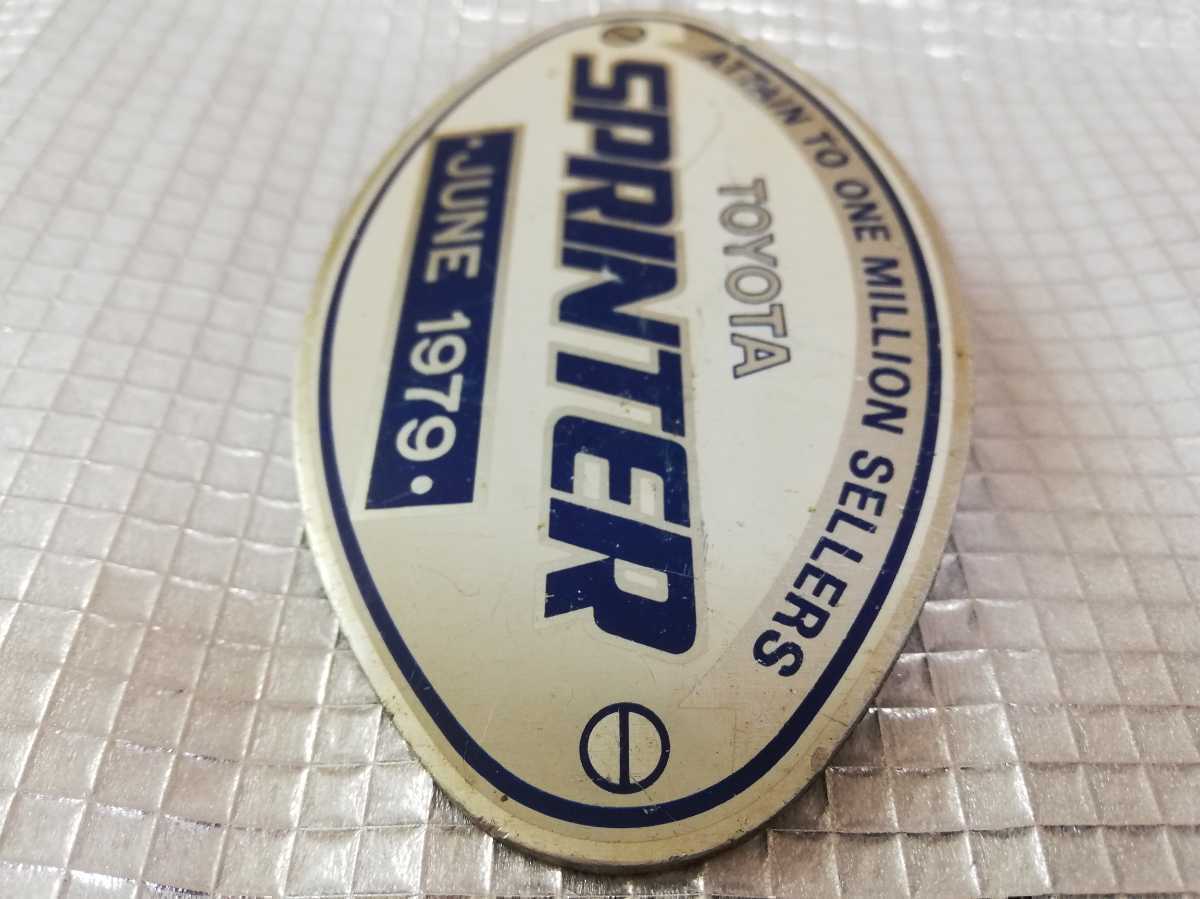 ATTAIN TO ONE MILLION SELLERS
TOYOTA
SPRINTER
·JUNE 1979·